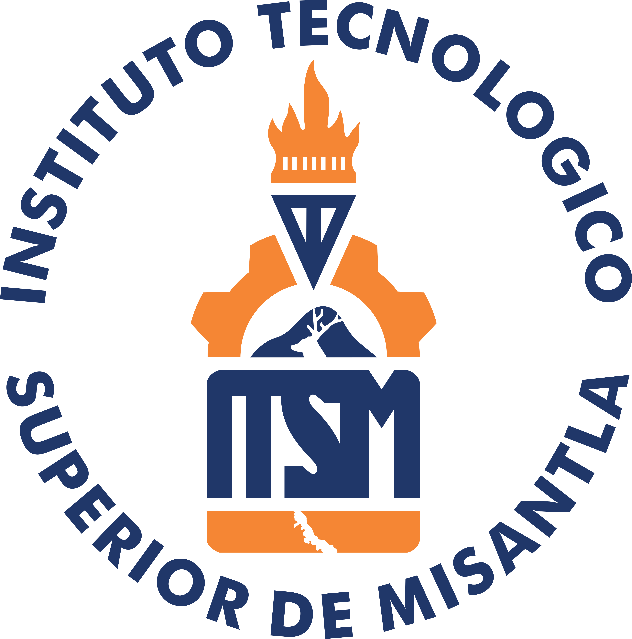 INSTITUTO TECNOLOGICO
ITSM
SUPERIOR DE MISANTLA